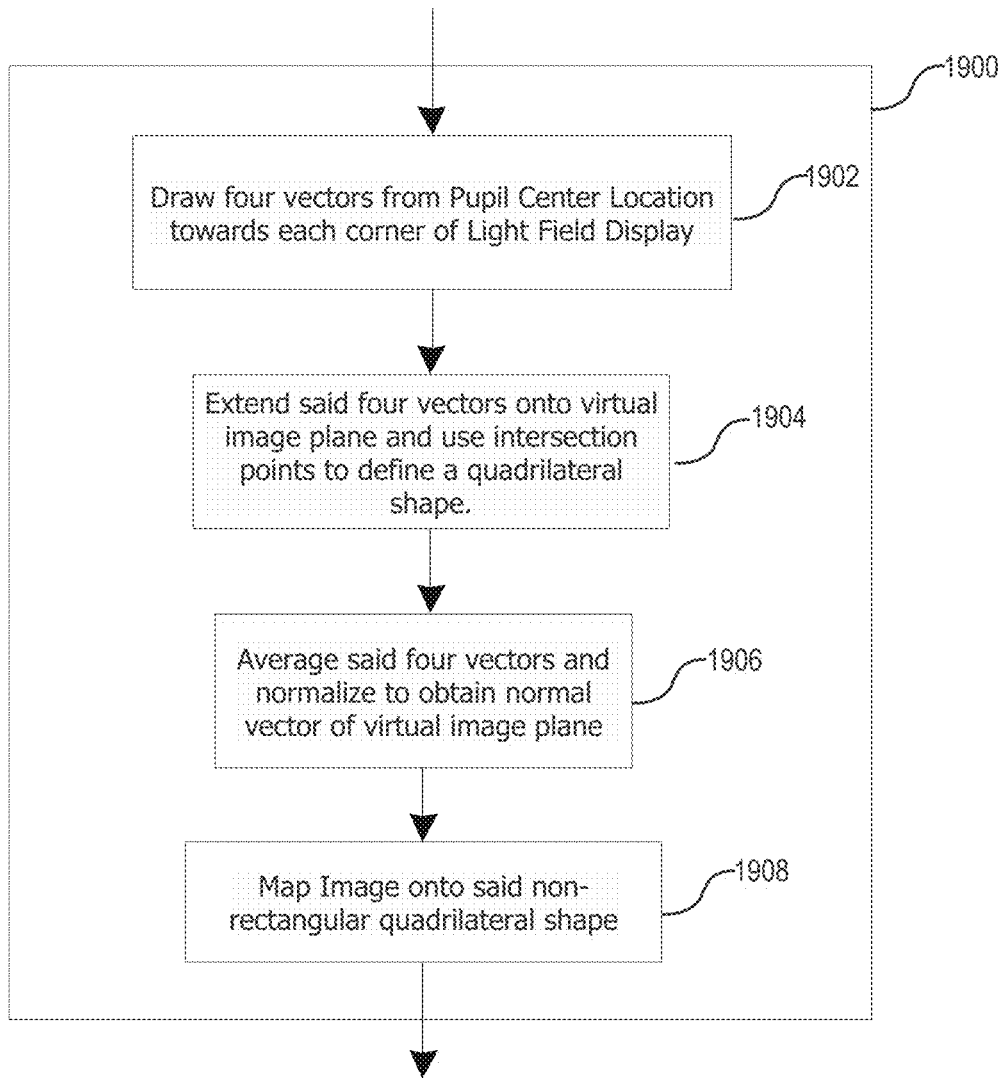 1900
Draw four vectors from Pupil Center Location
towards each corner of Light Field Display
1902
Extend said four vectors onto virtual
image plane and use intersection
points to define a quadrilateral
shape.
1904
Average said four vectors and
normalize to obtain normal
vector of virtual image plane
1906
Map Image onto said non-
rectangular quadrilateral shape
1908